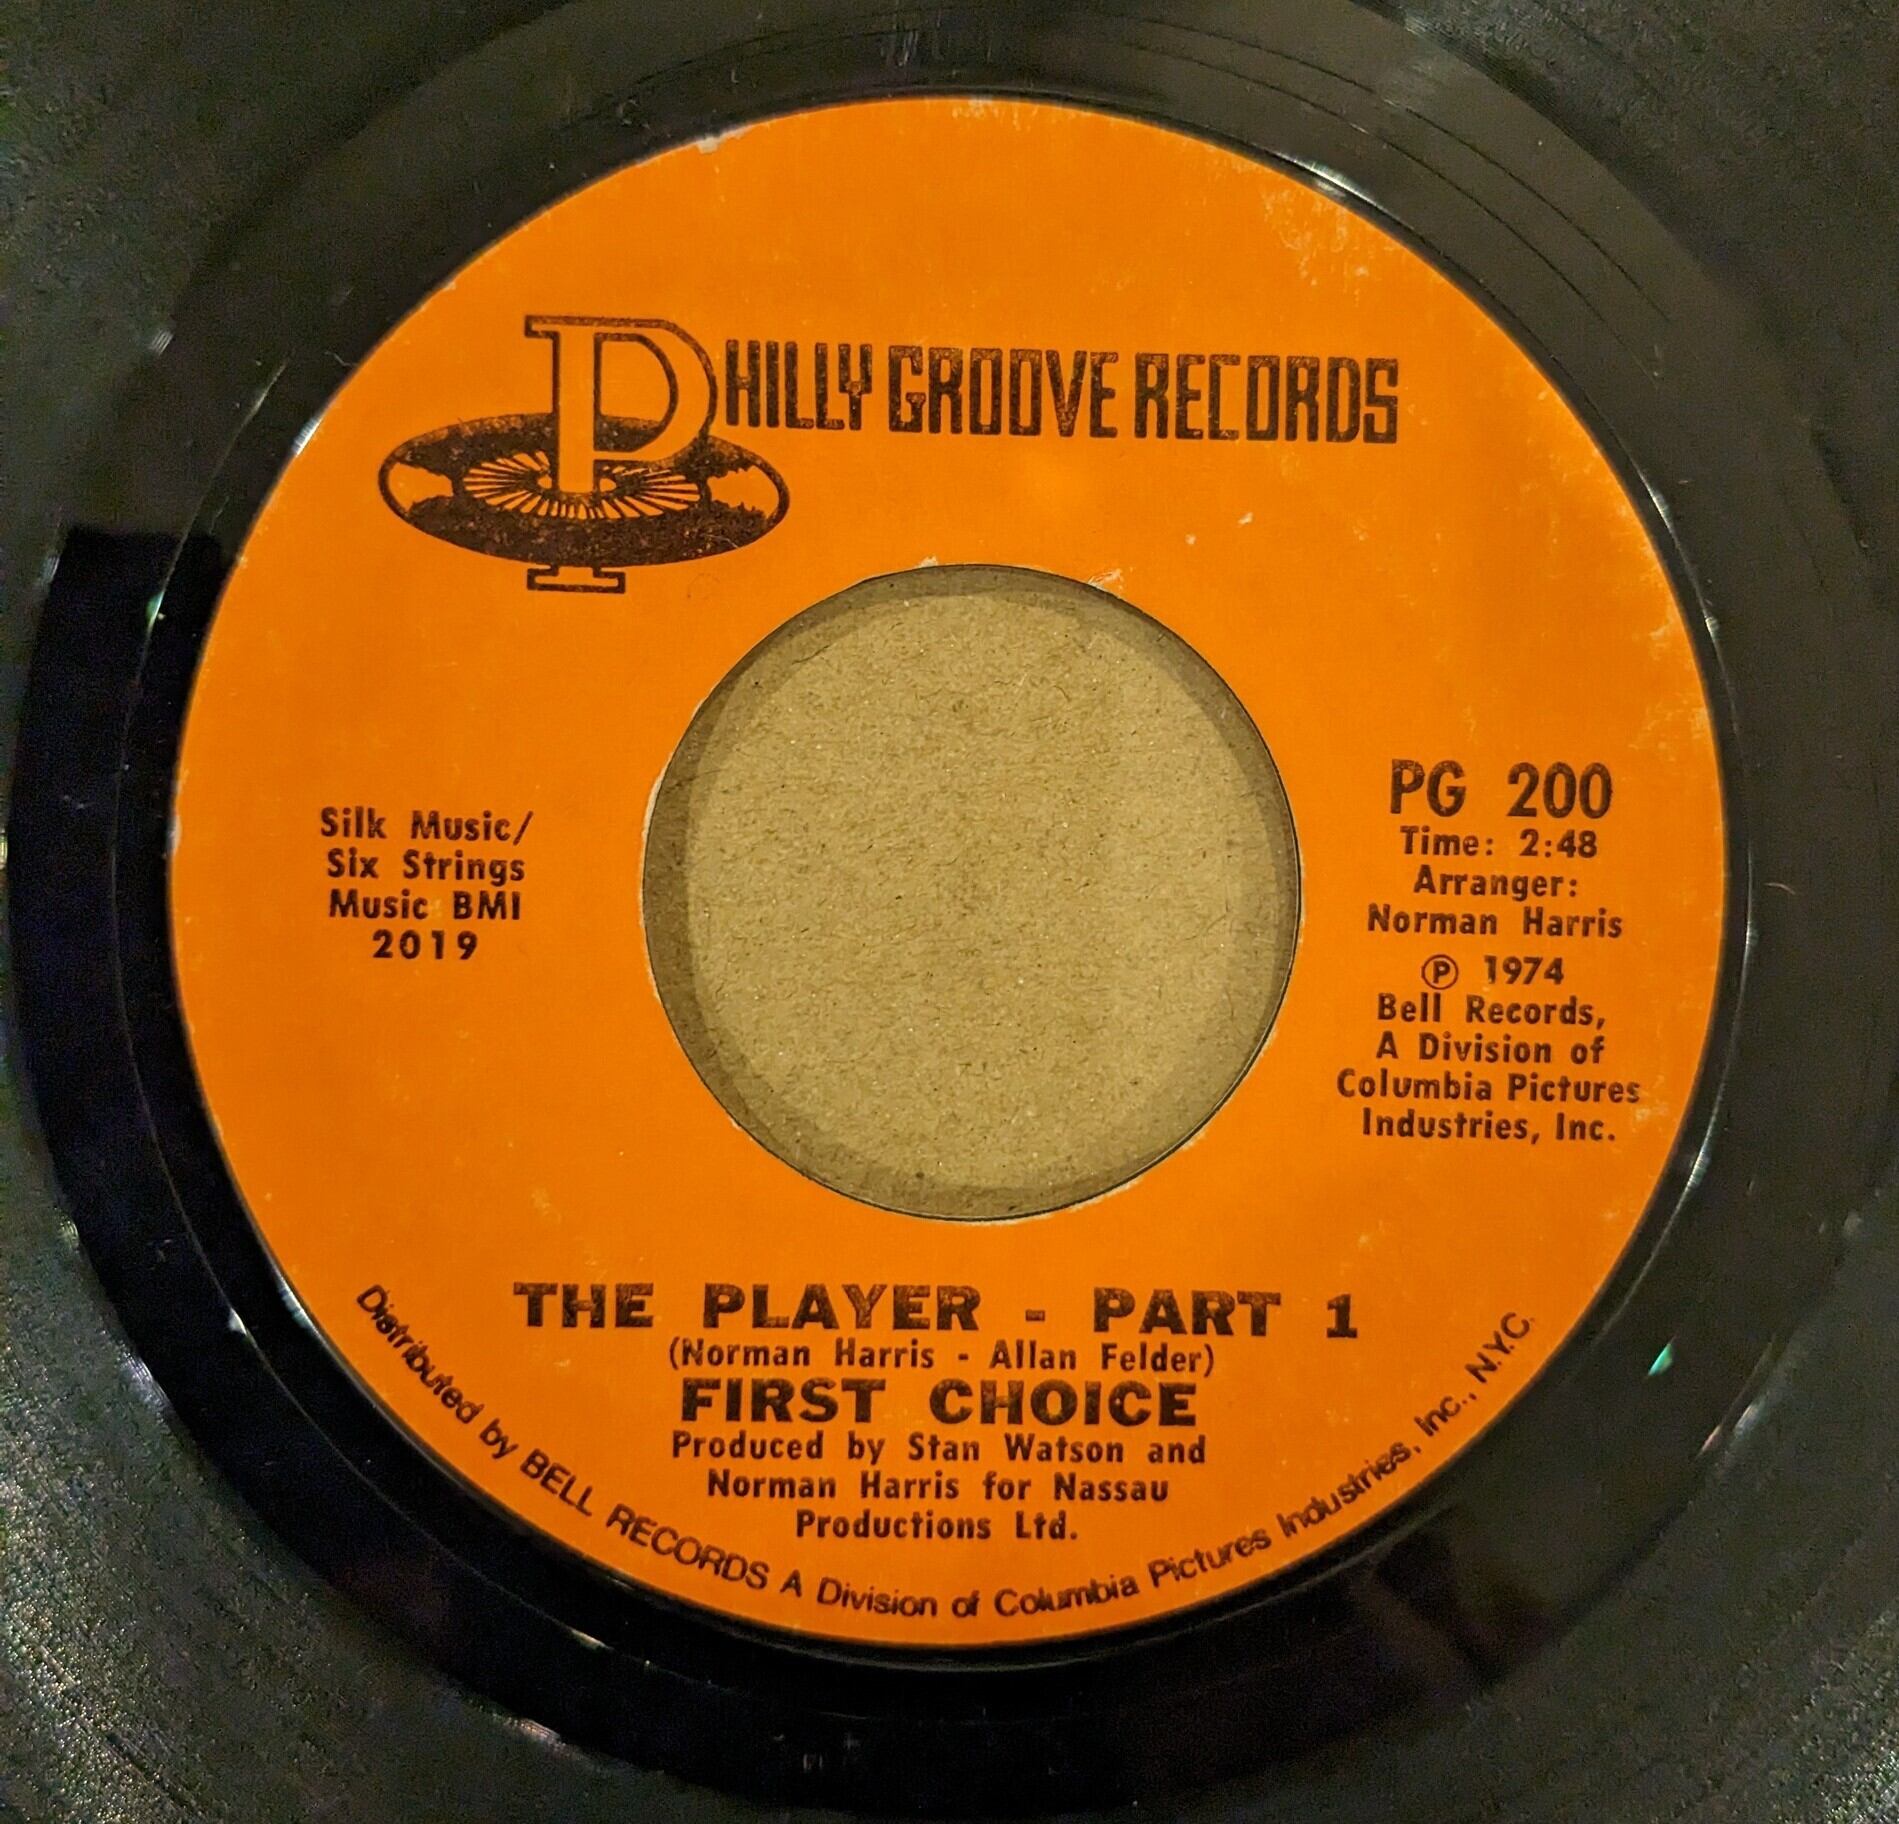 PHILLY GROOVE RECORDS
Silk Music/
Six Strings
Music BMI
2019
PG 200
Time: 2:48
Arranger:
Norman Harris
℗ 1974
Bell Records,
A Division of
Columbia Pictures
Industries, Inc.
THE PLAYER - PART 1
(Norman Harris - Allan Felder)
FIRST CHOICE
Produced by Stan Watson and
Norman Harris for Nassau
Productions Ltd.
Distributed by BELL RECORDS A Division of Columbia Pictures Industries, Inc., N.Y.C.